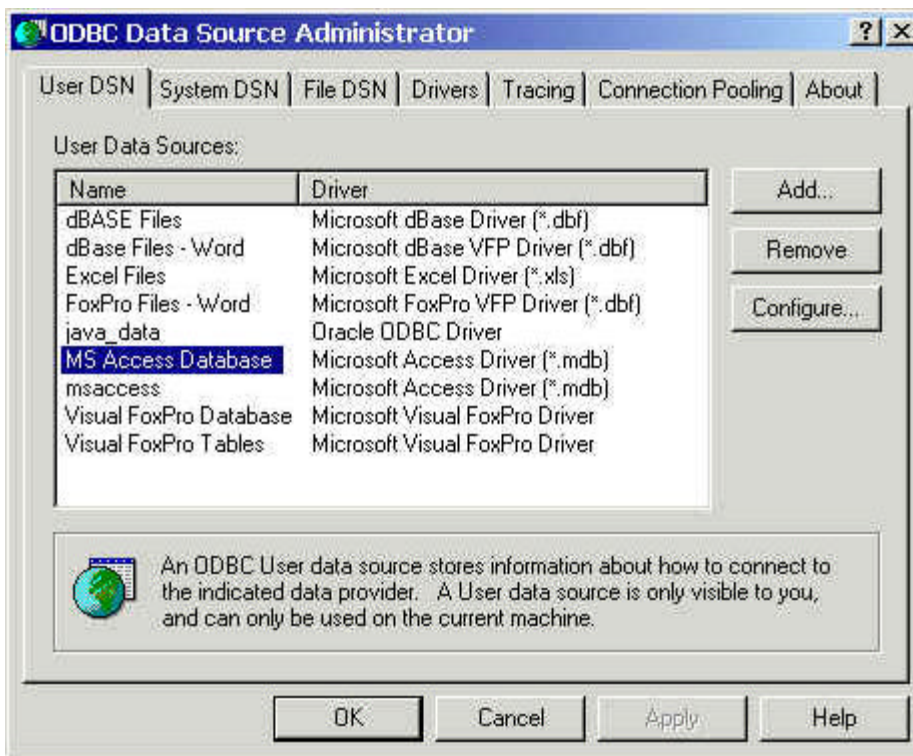 ODBC Data Source Administrator
User DSN System DSN File DSN Drivers Tracing Connection Pooling About
User Data Sources:
Name Driver
dBASE Files Microsoft dBase Driver (*.dbf)
dBase Files - Word Microsoft dBase VFP Driver (*.dbf)
Excel Files Microsoft Excel Driver (*.xls)
FoxPro Files - Word Microsoft FoxPro VFP Driver (*.dbf)
java_data Oracle ODBC Driver
MS Access Database Microsoft Access Driver (*.mdb)
msaccess Microsoft Access Driver (*.mdb)
Visual FoxPro Database Microsoft Visual FoxPro Driver
Visual FoxPro Tables Microsoft Visual FoxPro Driver
Add...
Remove
Configure...
An ODBC User data source stores information about how to connect to
the indicated data provider. A User data source is only visible to you,
and can only be used on the current machine.
OK Cancel Apply Help